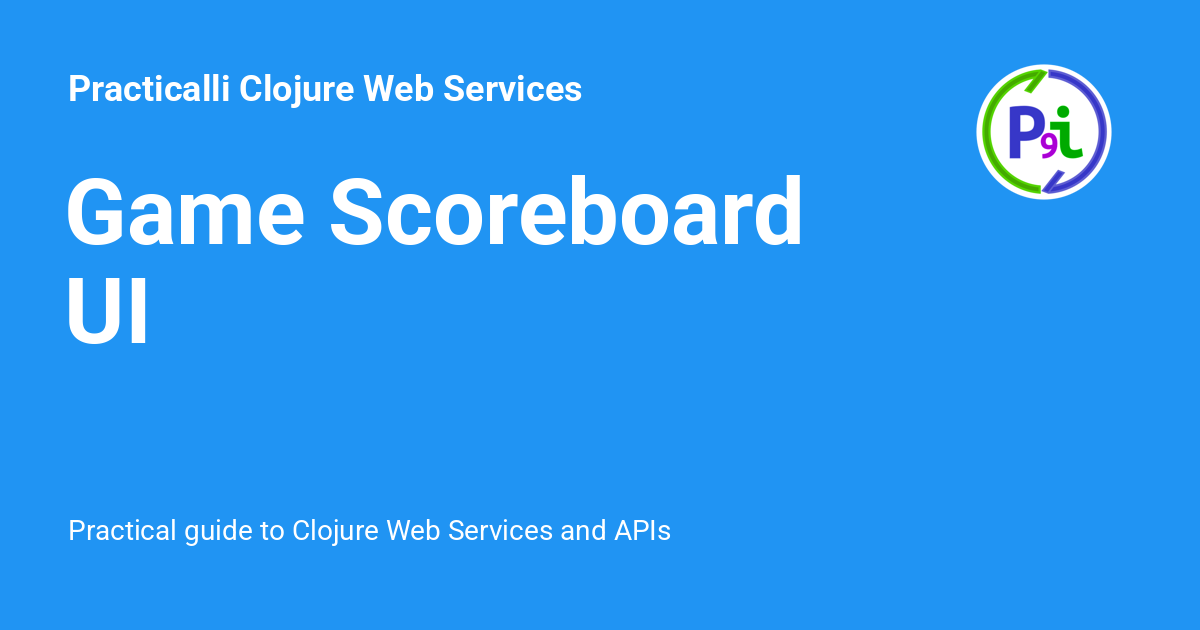 Practicalli Clojure Web Services
P9i
Game Scoreboard
UI
Practical guide to Clojure Web Services and APIs